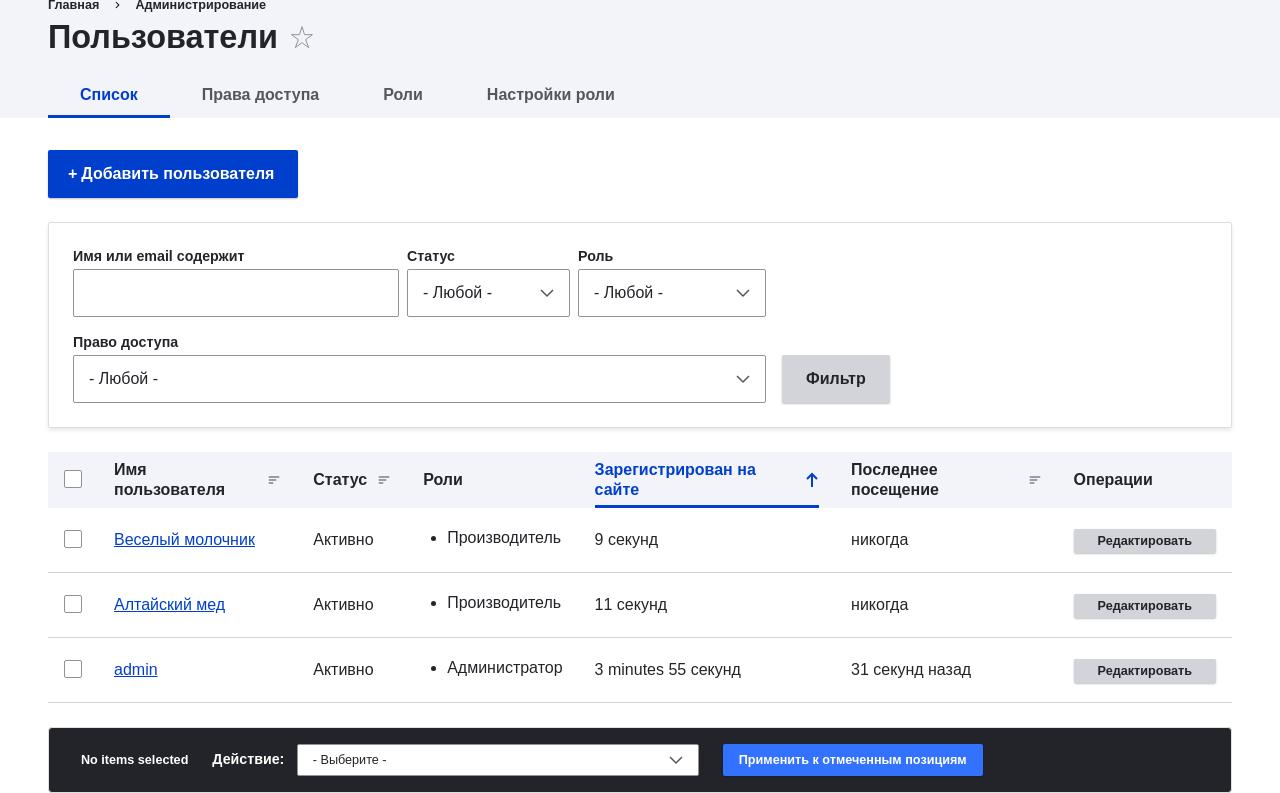 Главная › Администрирование
Пользователи ☆
Список Права доступа Роли Настройки роли
+ Добавить пользователя
Имя или email содержит Статус Роль
- Любой - - Любой -
Право доступа
- Любой - Фильтр
Имя пользователя Статус Роли Зарегистрирован на сайте Последнее посещение Операции
Веселый молочник Активно • Производитель 9 секунд никогда Редактировать
Алтайский мед Активно • Производитель 11 секунд никогда Редактировать
admin Активно • Администратор 3 minutes 55 секунд 31 секунд назад Редактировать
No items selected Действие: - Выберите - Применить к отмеченным позициям